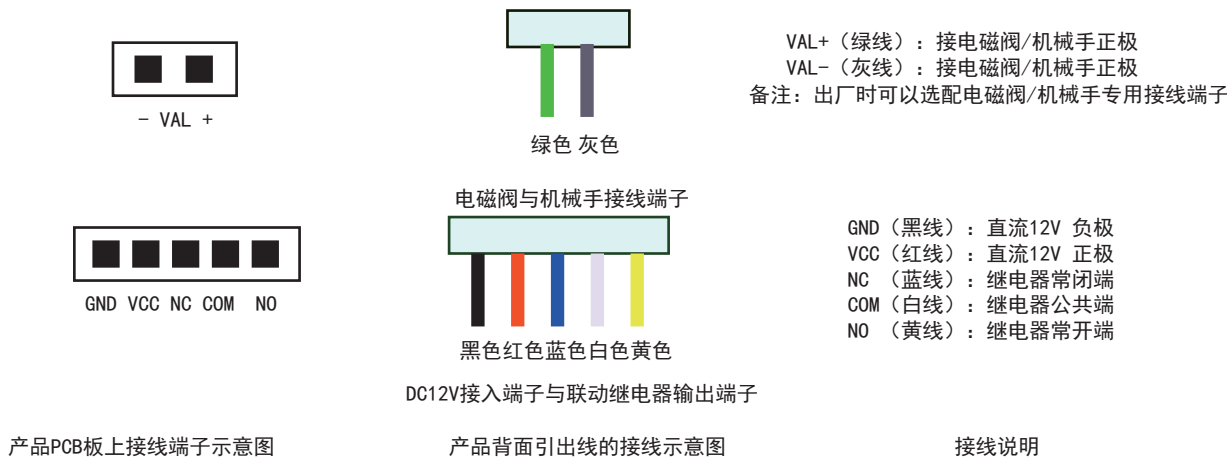 - VAL +
绿色 灰色
VAL+（绿线）：接电磁阀/机械手正极
VAL-（灰线）：接电磁阀/机械手正极
备注：出厂时可以选配电磁阀/机械手专用接线端子
电磁阀与机械手接线端子
GND VCC NC COM NO
黑色红色蓝色白色黄色
DC12V接入端子与联动继电器输出端子
GND（黑线）：直流12V 负极
VCC（红线）：直流12V 正极
NC （蓝线）：继电器常闭端
COM（白线）：继电器公共端
NO （黄线）：继电器常开端
产品PCB板上接线端子示意图
产品背面引出线的接线示意图
接线说明